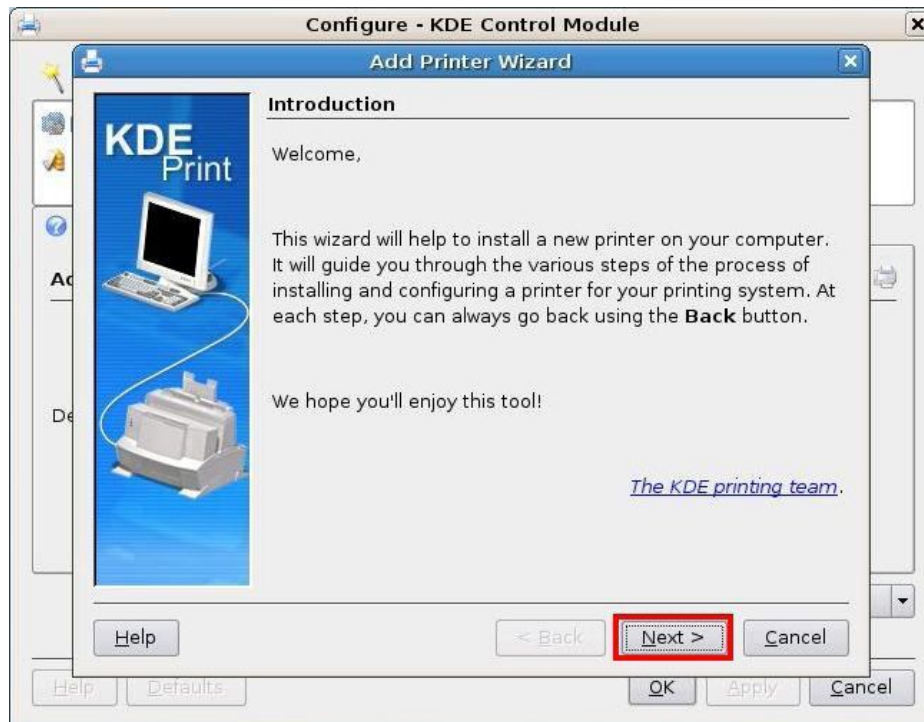 Configure - KDE Control Module
Add Printer Wizard
KDE
Print
Introduction
Welcome,
This wizard will help to install a new printer on your computer.
It will guide you through the various steps of the process of
installing and configuring a printer for your printing system. At
each step, you can always go back using the Back button.
We hope you'll enjoy this tool!
The KDE printing team.
Help
< Back
Next >
Cancel
Help
Defaults
OK
Apply
Cancel